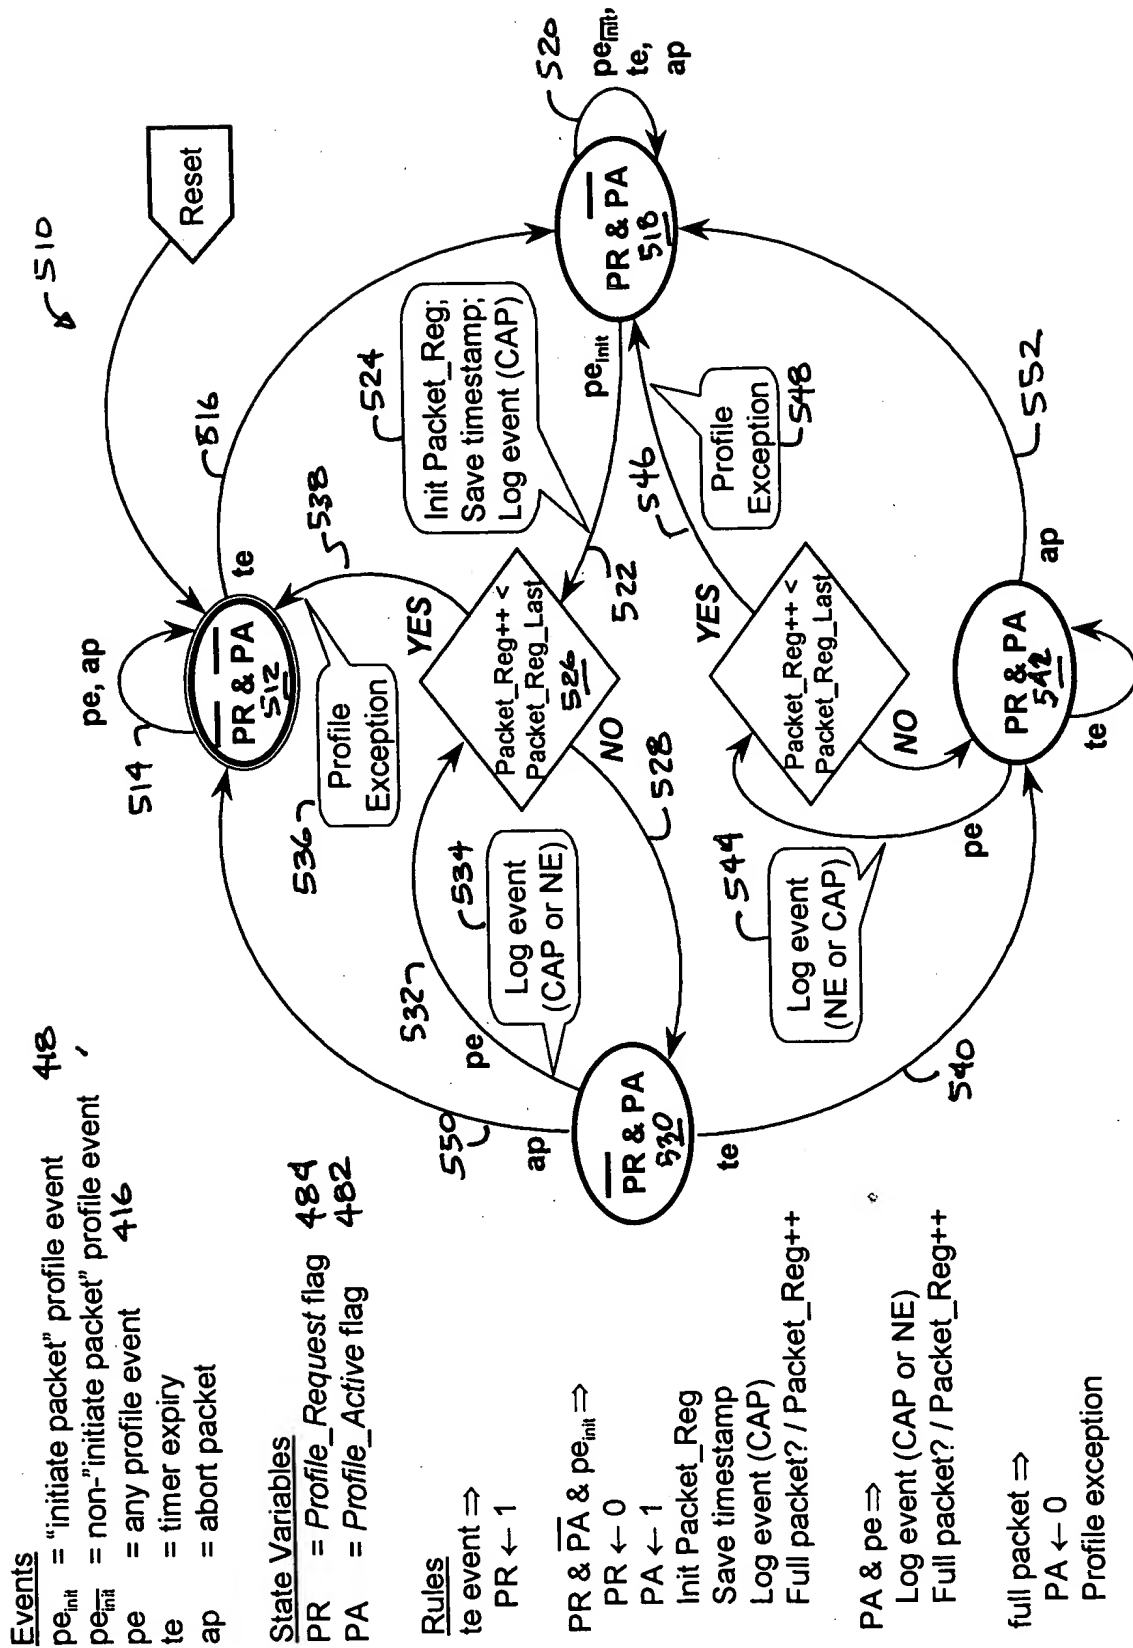 Events
pe_init = "initiate packet" profile event 418
pe_i̅n̅i̅t̅ = non-"initiate packet" profile event
pe = any profile event 416
te = timer expiry
ap = abort packet
State Variables
PR = Profile_Request flag 484
PA = Profile_Active flag 482
Rules
te event ⇒
PR ← 1
PR & P̅A̅ & pe_init ⇒
PR ← 0
PA ← 1
Init Packet_Reg
Save timestamp
Log event (CAP)
Full packet? / Packet_Reg++
PA & pe ⇒
Log event (CAP or NE)
Full packet? / Packet_Reg++
full packet ⇒
PA ← 0
Profile exception
510
Reset
pe, ap
514
P̅R̅ & P̅A̅
512
te
516
538
536
Profile
Exception
YES
Packet_Reg++ <
Packet_Reg_Last
526
NO
528
524
Init Packet_Reg;
Save timestamp;
Log event (CAP)
522
pe_init
PR & P̅A̅
518
520
pe_i̅n̅i̅t̅,
te,
ap
532
534
Log event
(CAP or NE)
pe
550
ap
P̅R̅ & PA
530
te
540
544
Log event
(NE or CAP)
pe
Packet_Reg++ <
Packet_Reg_Last
YES
NO
546
Profile
Exception
548
PR & PA
542
te
ap
552